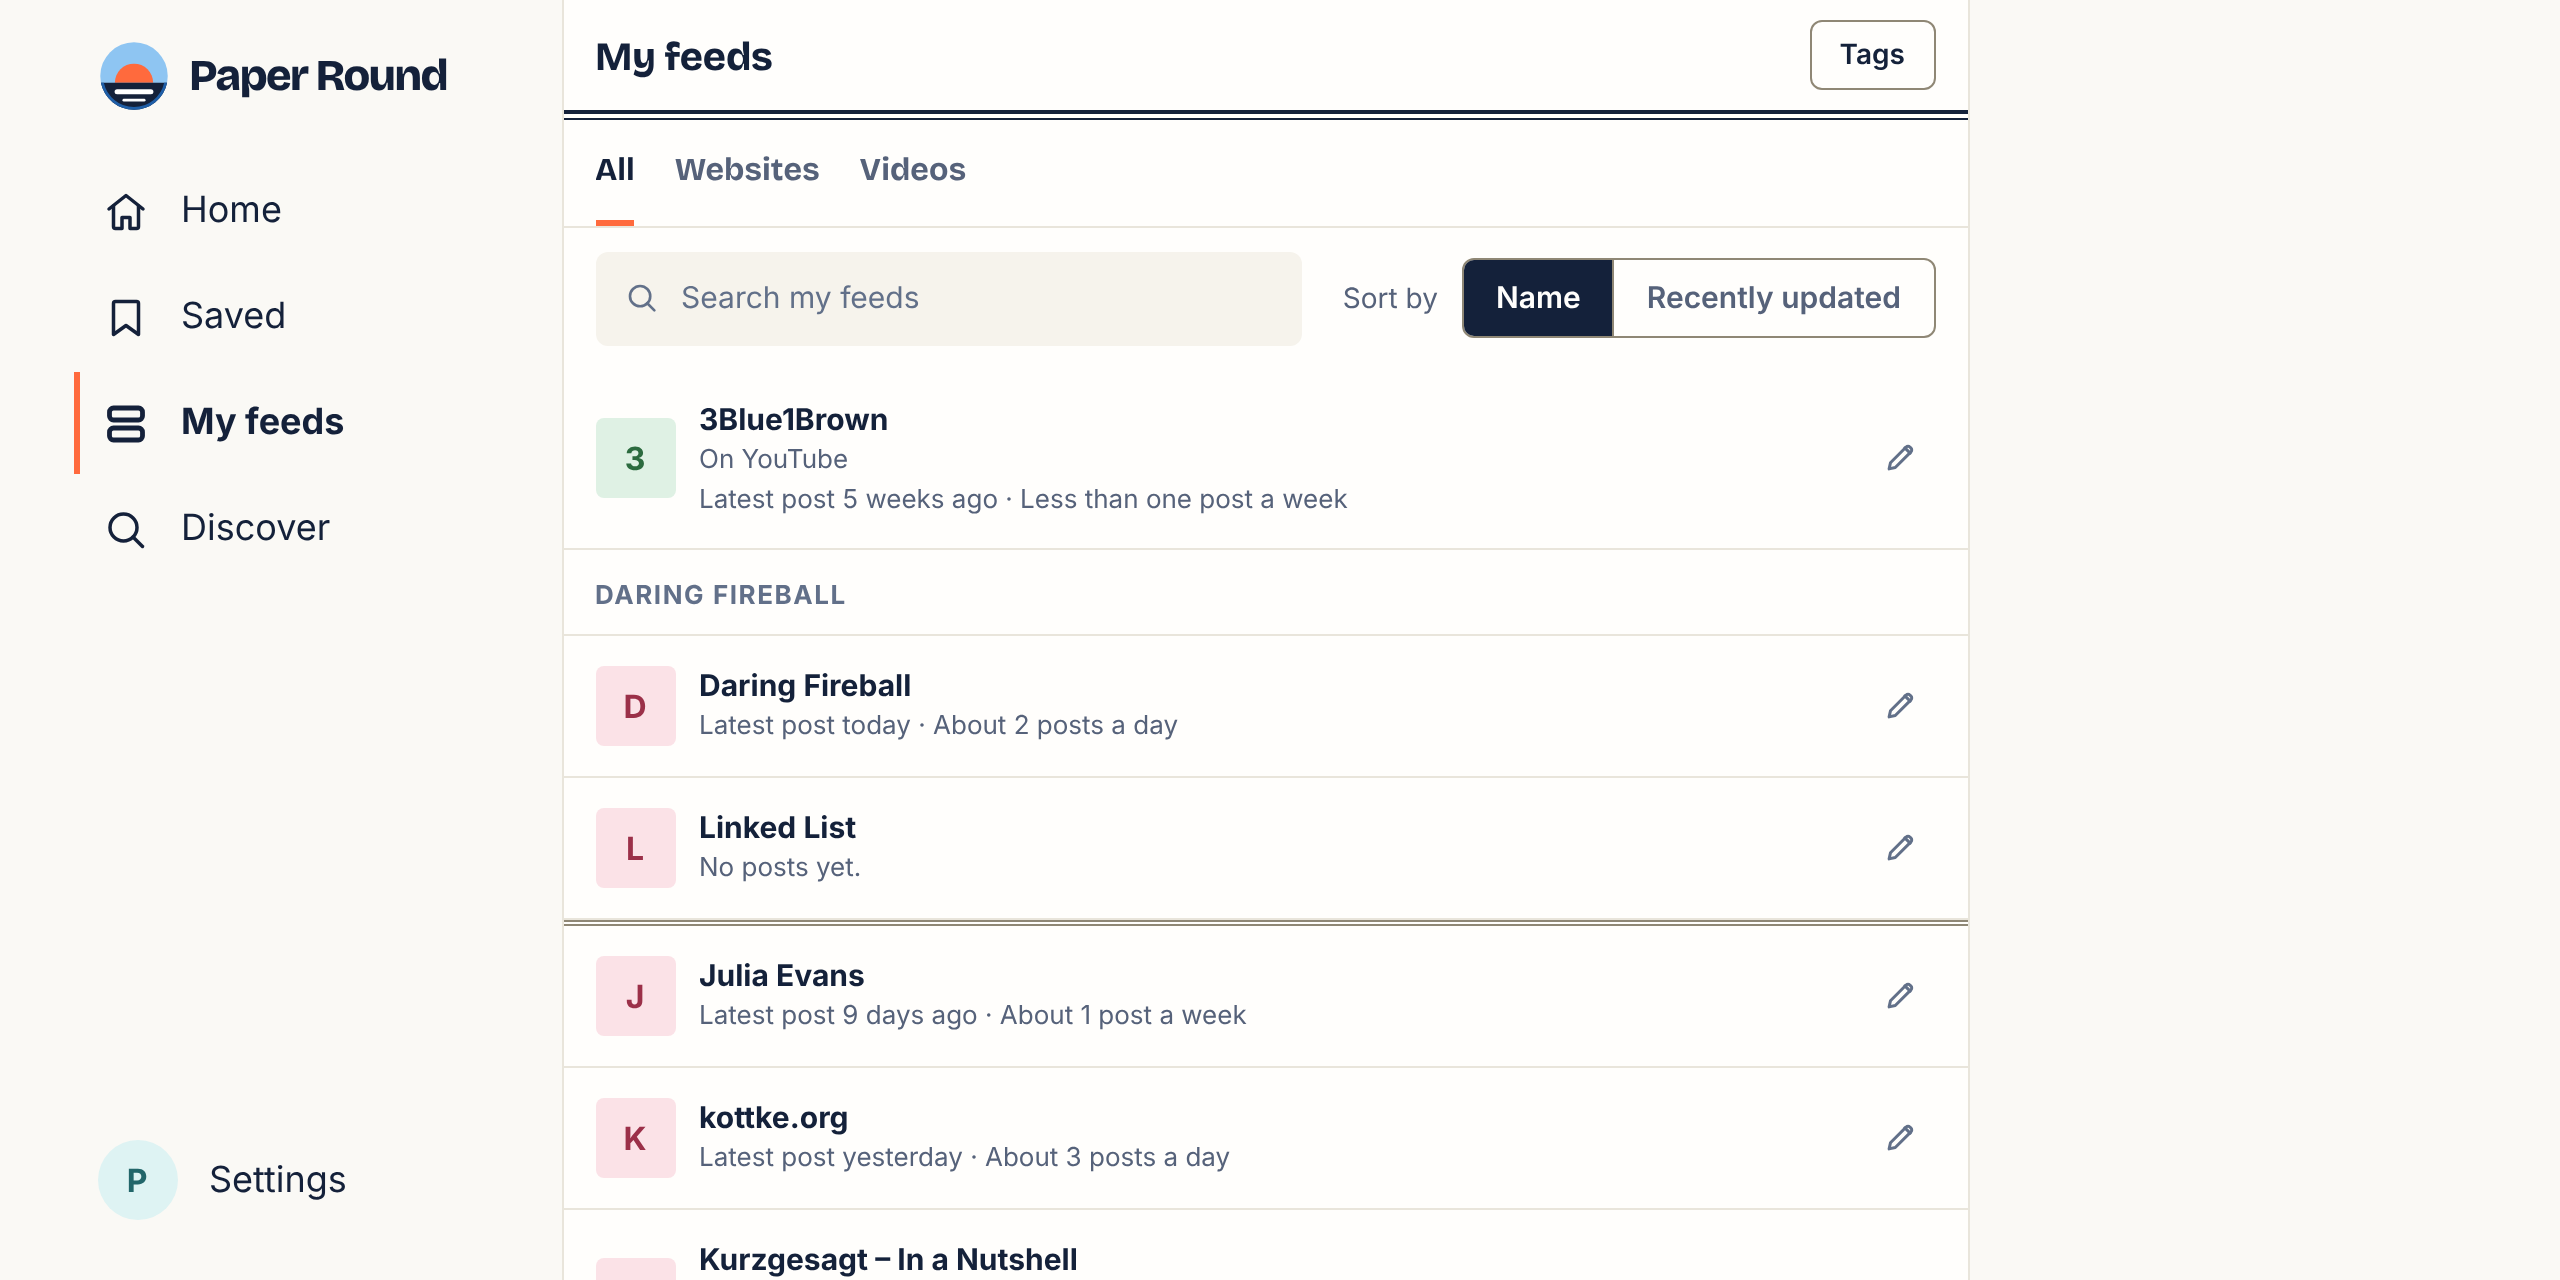 Paper Round
Home
Saved
My feeds
Discover
P
Settings
My feeds
Tags
All Websites Videos
Search my feeds
Sort by Name Recently updated
3
3Blue1Brown
On YouTube
Latest post 5 weeks ago · Less than one post a week
DARING FIREBALL
D
Daring Fireball
Latest post today · About 2 posts a day
L
Linked List
No posts yet.
J
Julia Evans
Latest post 9 days ago · About 1 post a week
K
kottke.org
Latest post yesterday · About 3 posts a day
Kurzgesagt – In a Nutshell